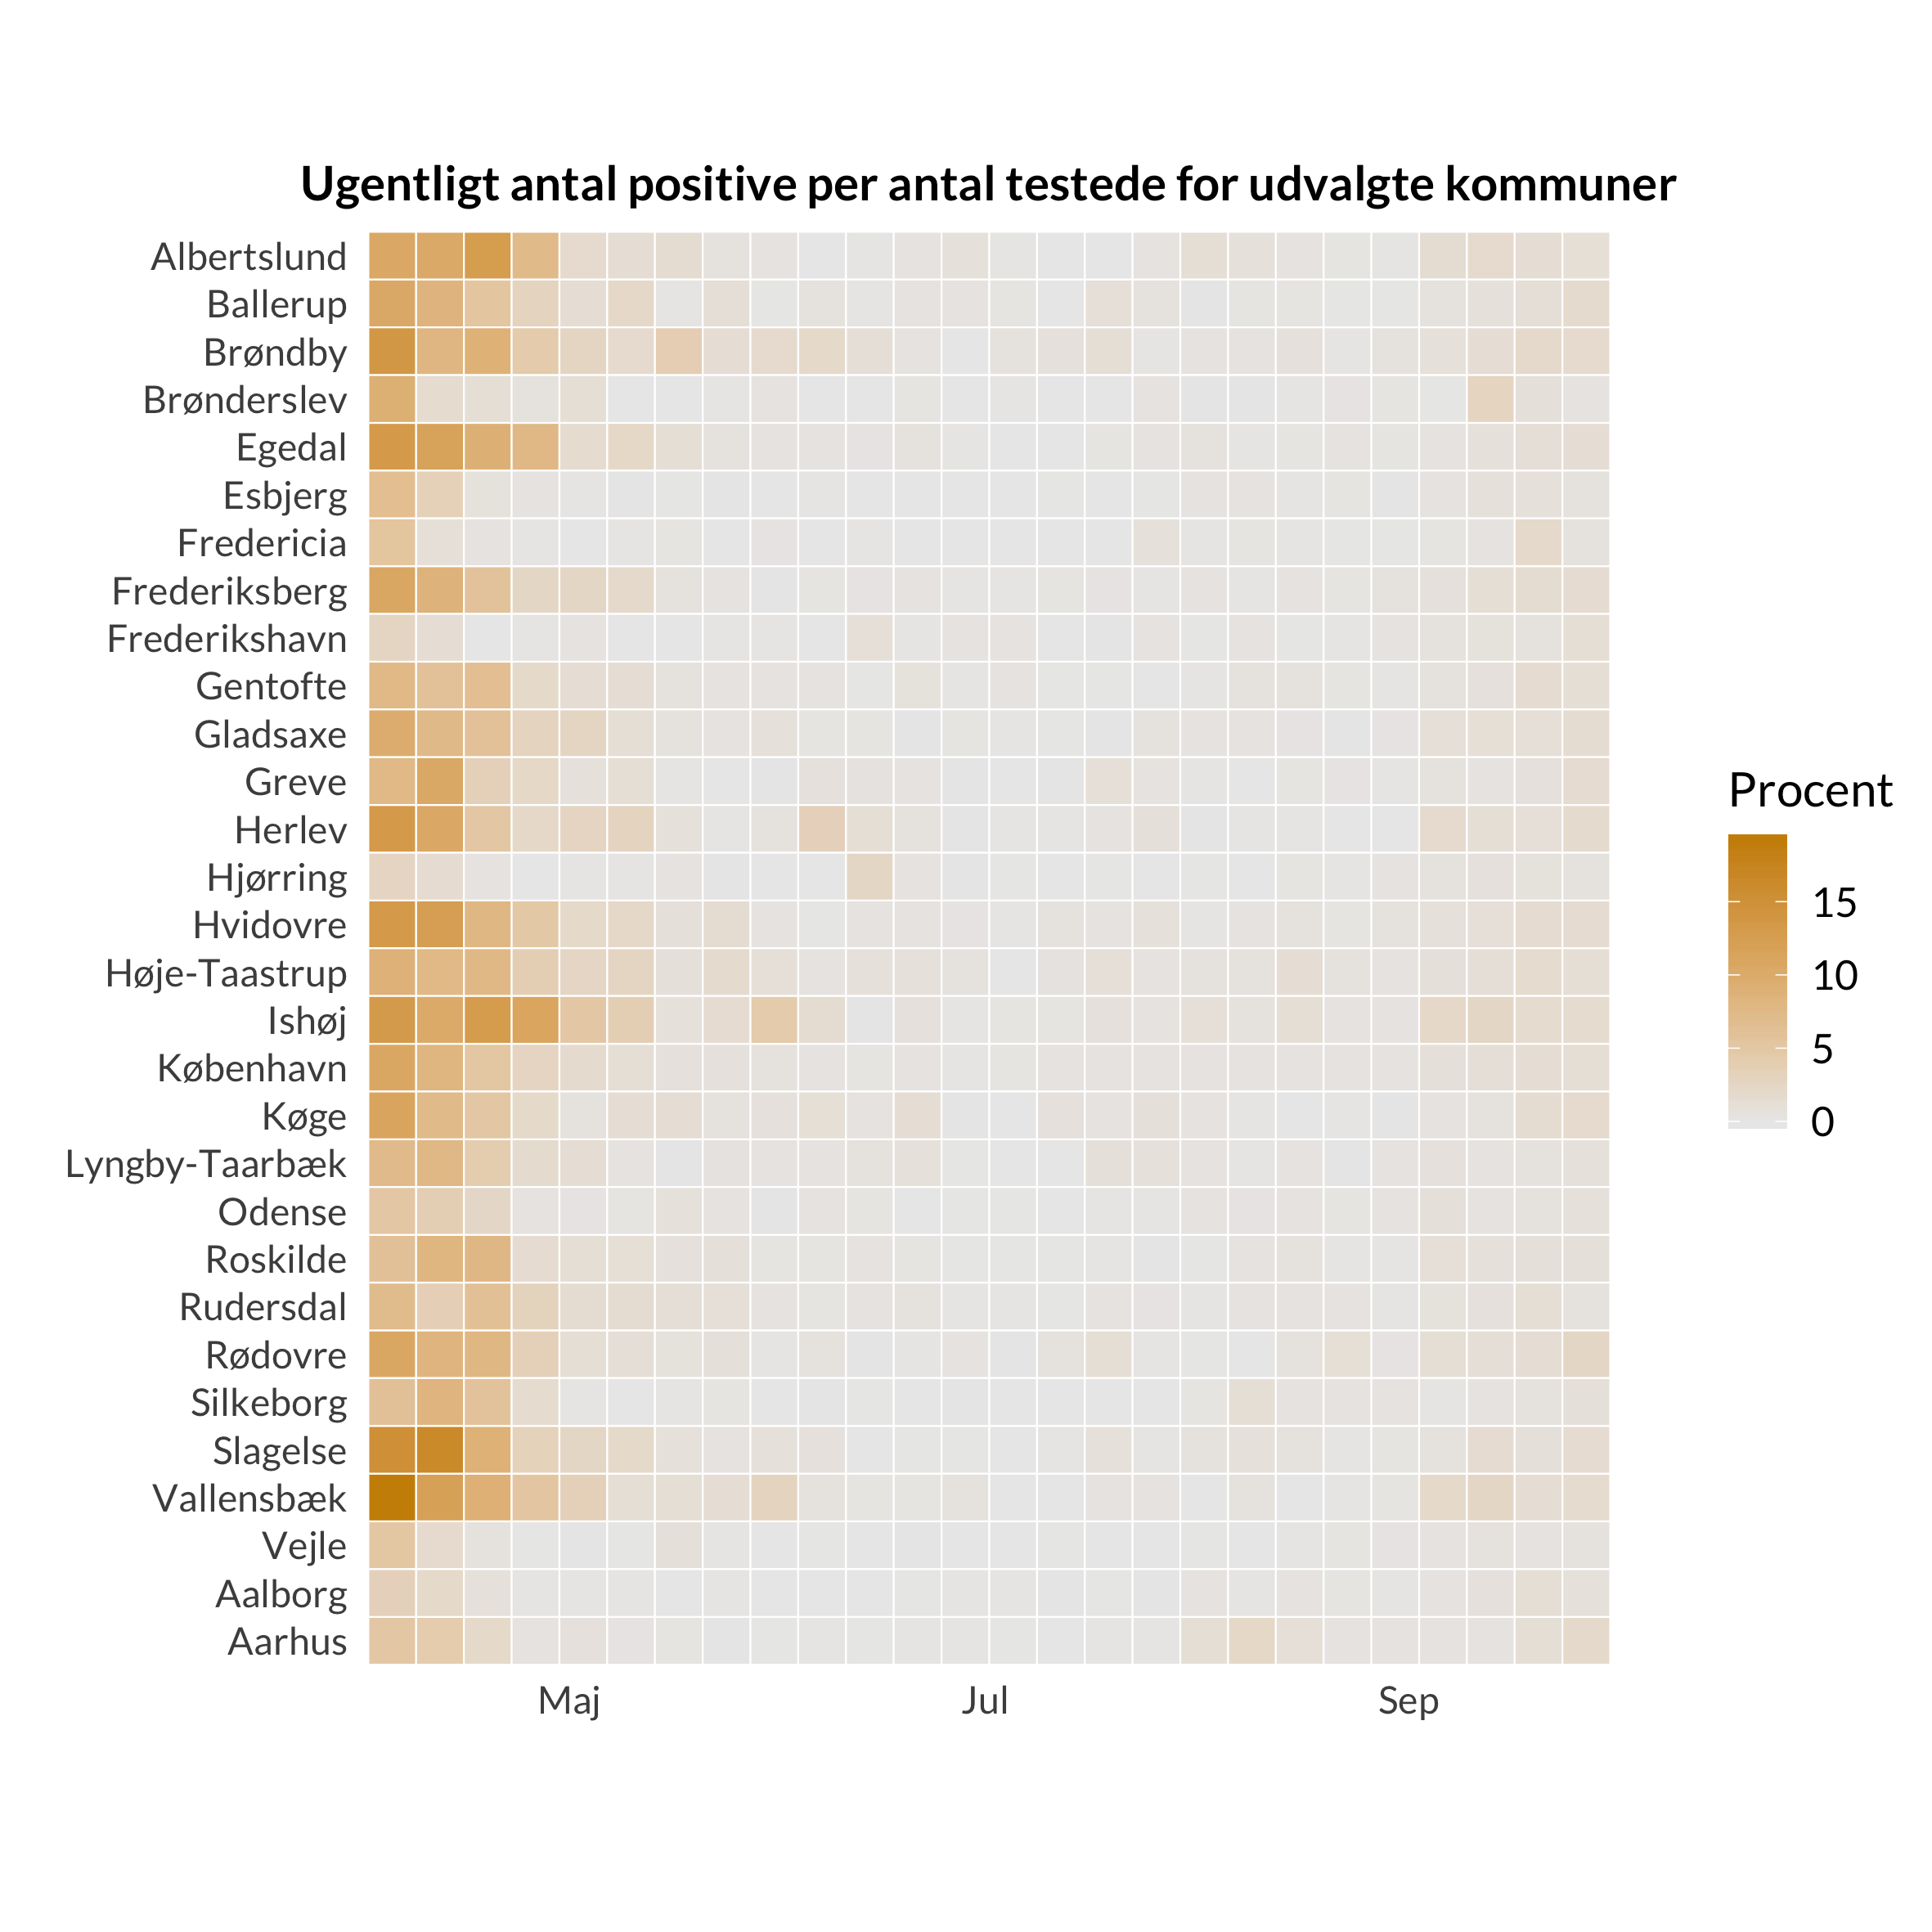 Ugentligt antal positive per antal testede for udvalgte kommuner
Albertslund
Ballerup
Brøndby
Brønderslev
Egedal
Esbjerg
Fredericia
Frederiksberg
Frederikshavn
Gentofte
Gladsaxe
Greve
Herlev
Hjørring
Hvidovre
Høje-Taastrup
Ishøj
København
Køge
Lyngby-Taarbæk
Odense
Roskilde
Rudersdal
Rødovre
Silkeborg
Slagelse
Vallensbæk
Vejle
Aalborg
Aarhus
Maj Jul Sep
Procent
15
10
5
0